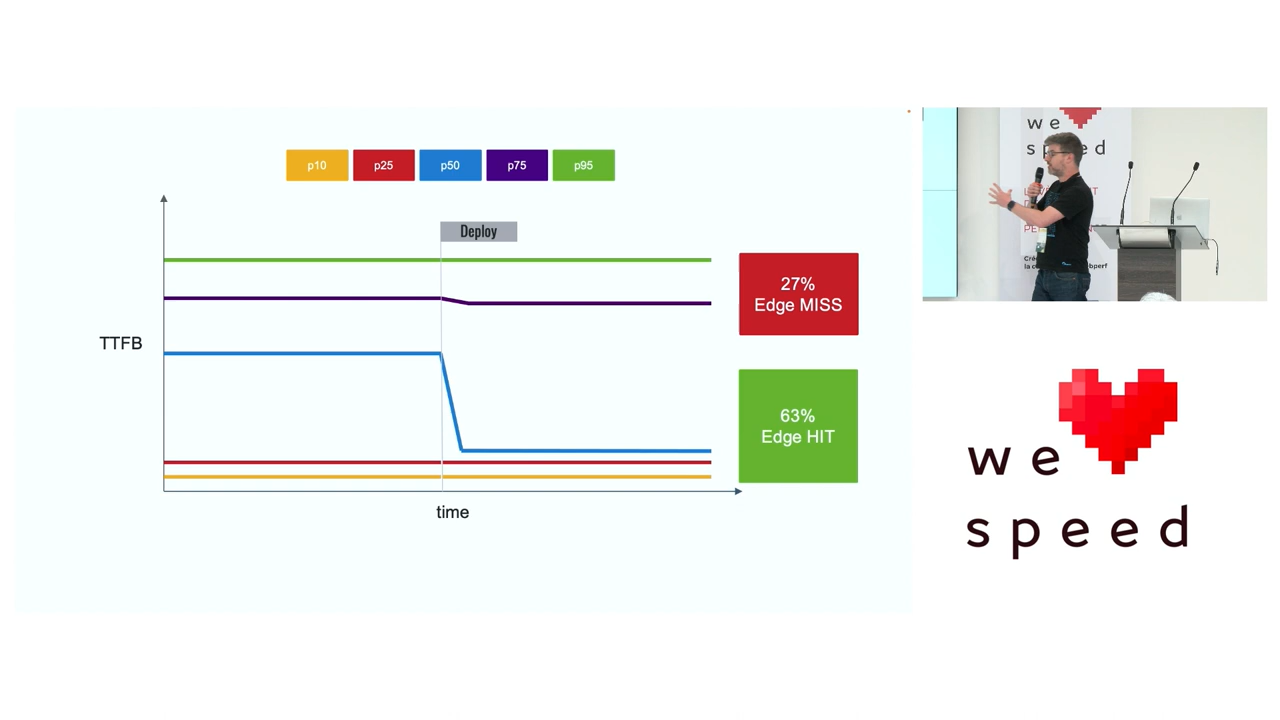 p10 p25 p50 p75 p95
Deploy
TTFB
time
27%
Edge MISS
63%
Edge HIT
we
speed
we
speed